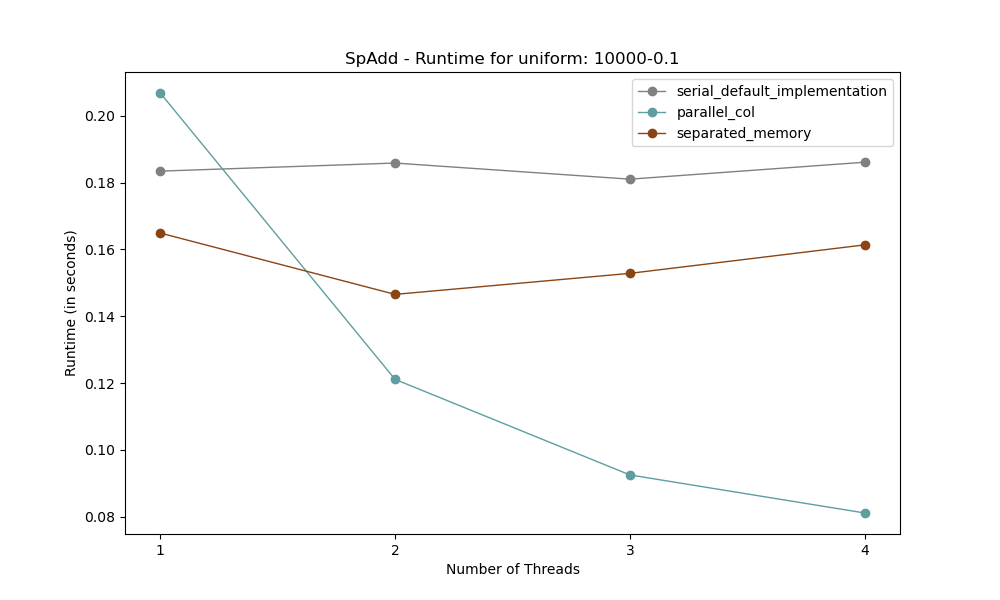 SpAdd - Runtime for uniform: 10000-0.1
serial_default_implementation
parallel_col
separated_memory
Runtime (in seconds)
0.20
0.18
0.16
0.14
0.12
0.10
0.08
1 2 3 4
Number of Threads